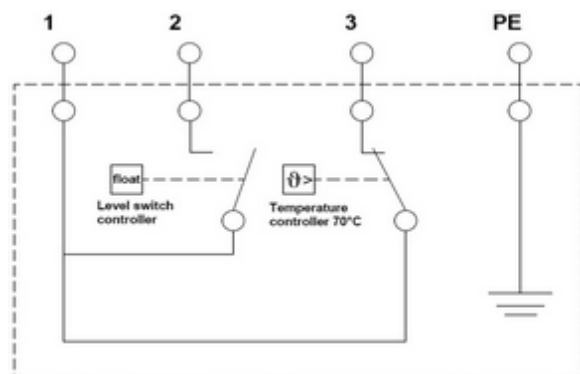 1 2 3 PE
float
ϑ>
Level switch
controller
Temperature
controller 70°C